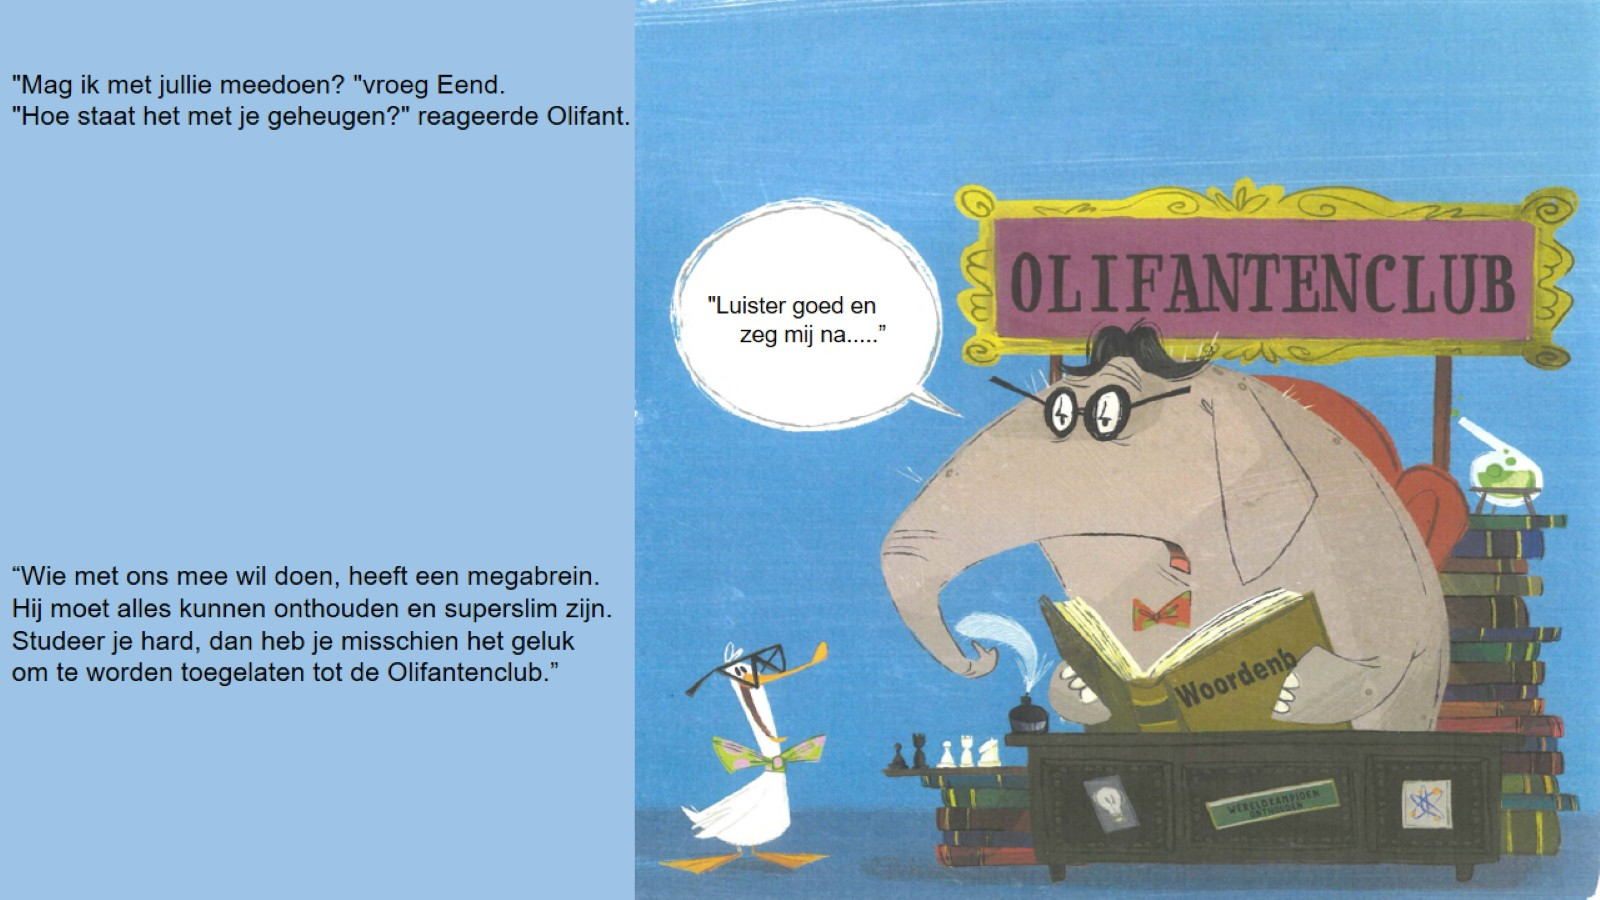 "Mag ik met jullie meedoen? "vroeg Eend.
"Hoe staat het met je geheugen?" reageerde Olifant.
"Luister goed en
zeg mij na.....”
OLIFANTENCLUB
Woordenb
WERELDKAMPIOEN
ONTHOUDEN
“Wie met ons mee wil doen, heeft een megabrein.
Hij moet alles kunnen onthouden en superslim zijn.
Studeer je hard, dan heb je misschien het geluk
om te worden toegelaten tot de Olifantenclub.”